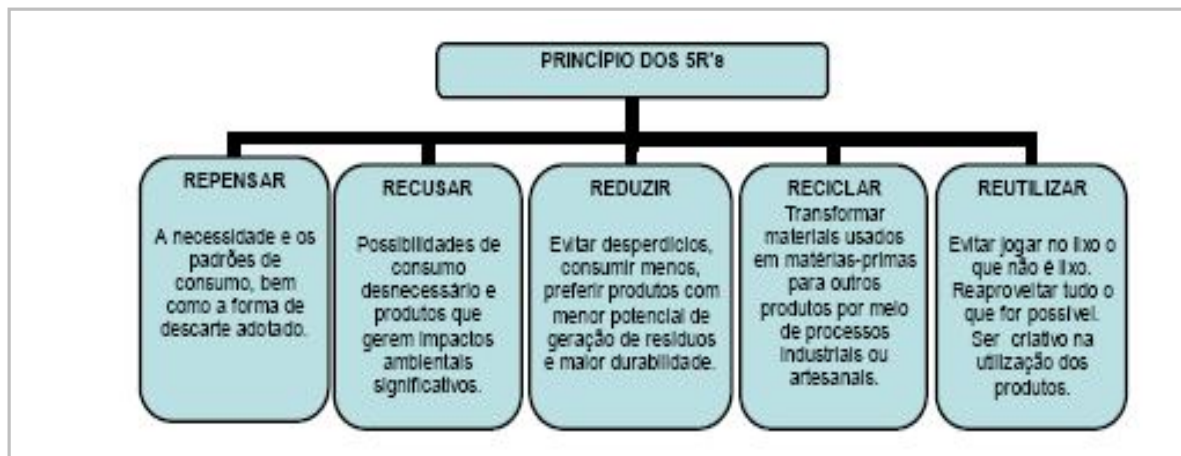 PRINCÍPIO DOS 5R's
REPENSAR
A necessidade e os
padrões de
consumo, bem
como a forma de
descarte adotado.
RECUSAR
Possibilidades de
consumo
desnecessário e
produtos que
gerem impactos
ambientais
significativos.
REDUZIR
Evitar desperdícios,
consumir menos,
preferir produtos com
menor potencial de
geração de resíduos
e maior durabilidade.
RECICLAR
Transformar
materiais usados
em matérias-primas
para outros
produtos por meio
de processos
industriais ou
artesanais.
REUTILIZAR
Evitar jogar no lixo o
que não é lixo.
Reaproveitar tudo o
que for possível.
Ser criativo na
utilização dos
produtos.